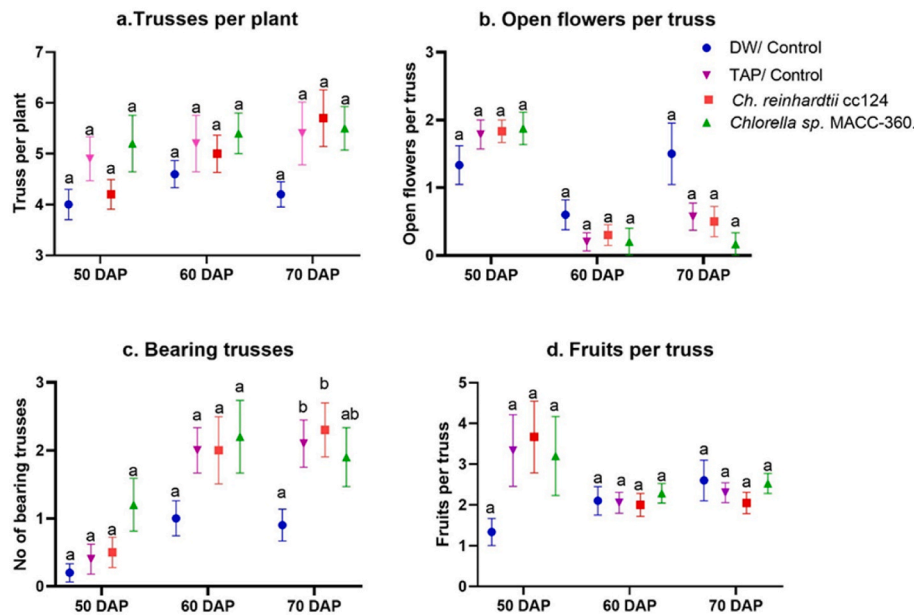 a.Trusses per plant
Truss per plant
7
6
5
4
3
a a a a
a a a a
a a a a
50 DAP 60 DAP 70 DAP
b. Open flowers per truss
Open flowers per truss
3
2
1
0
a a a a
a a a a
a a a a
50 DAP 60 DAP 70 DAP
DW/ Control
TAP/ Control
Ch. reinhardtii cc124
Chlorella sp. MACC-360.
c. Bearing trusses
No of bearing trusses
3
2
1
0
a a a a
a a a a
a b b ab
50 DAP 60 DAP 70 DAP
d. Fruits per truss
Fruits per truss
5
4
3
2
1
0
a a a a
a a a a
a a a a
50 DAP 60 DAP 70 DAP